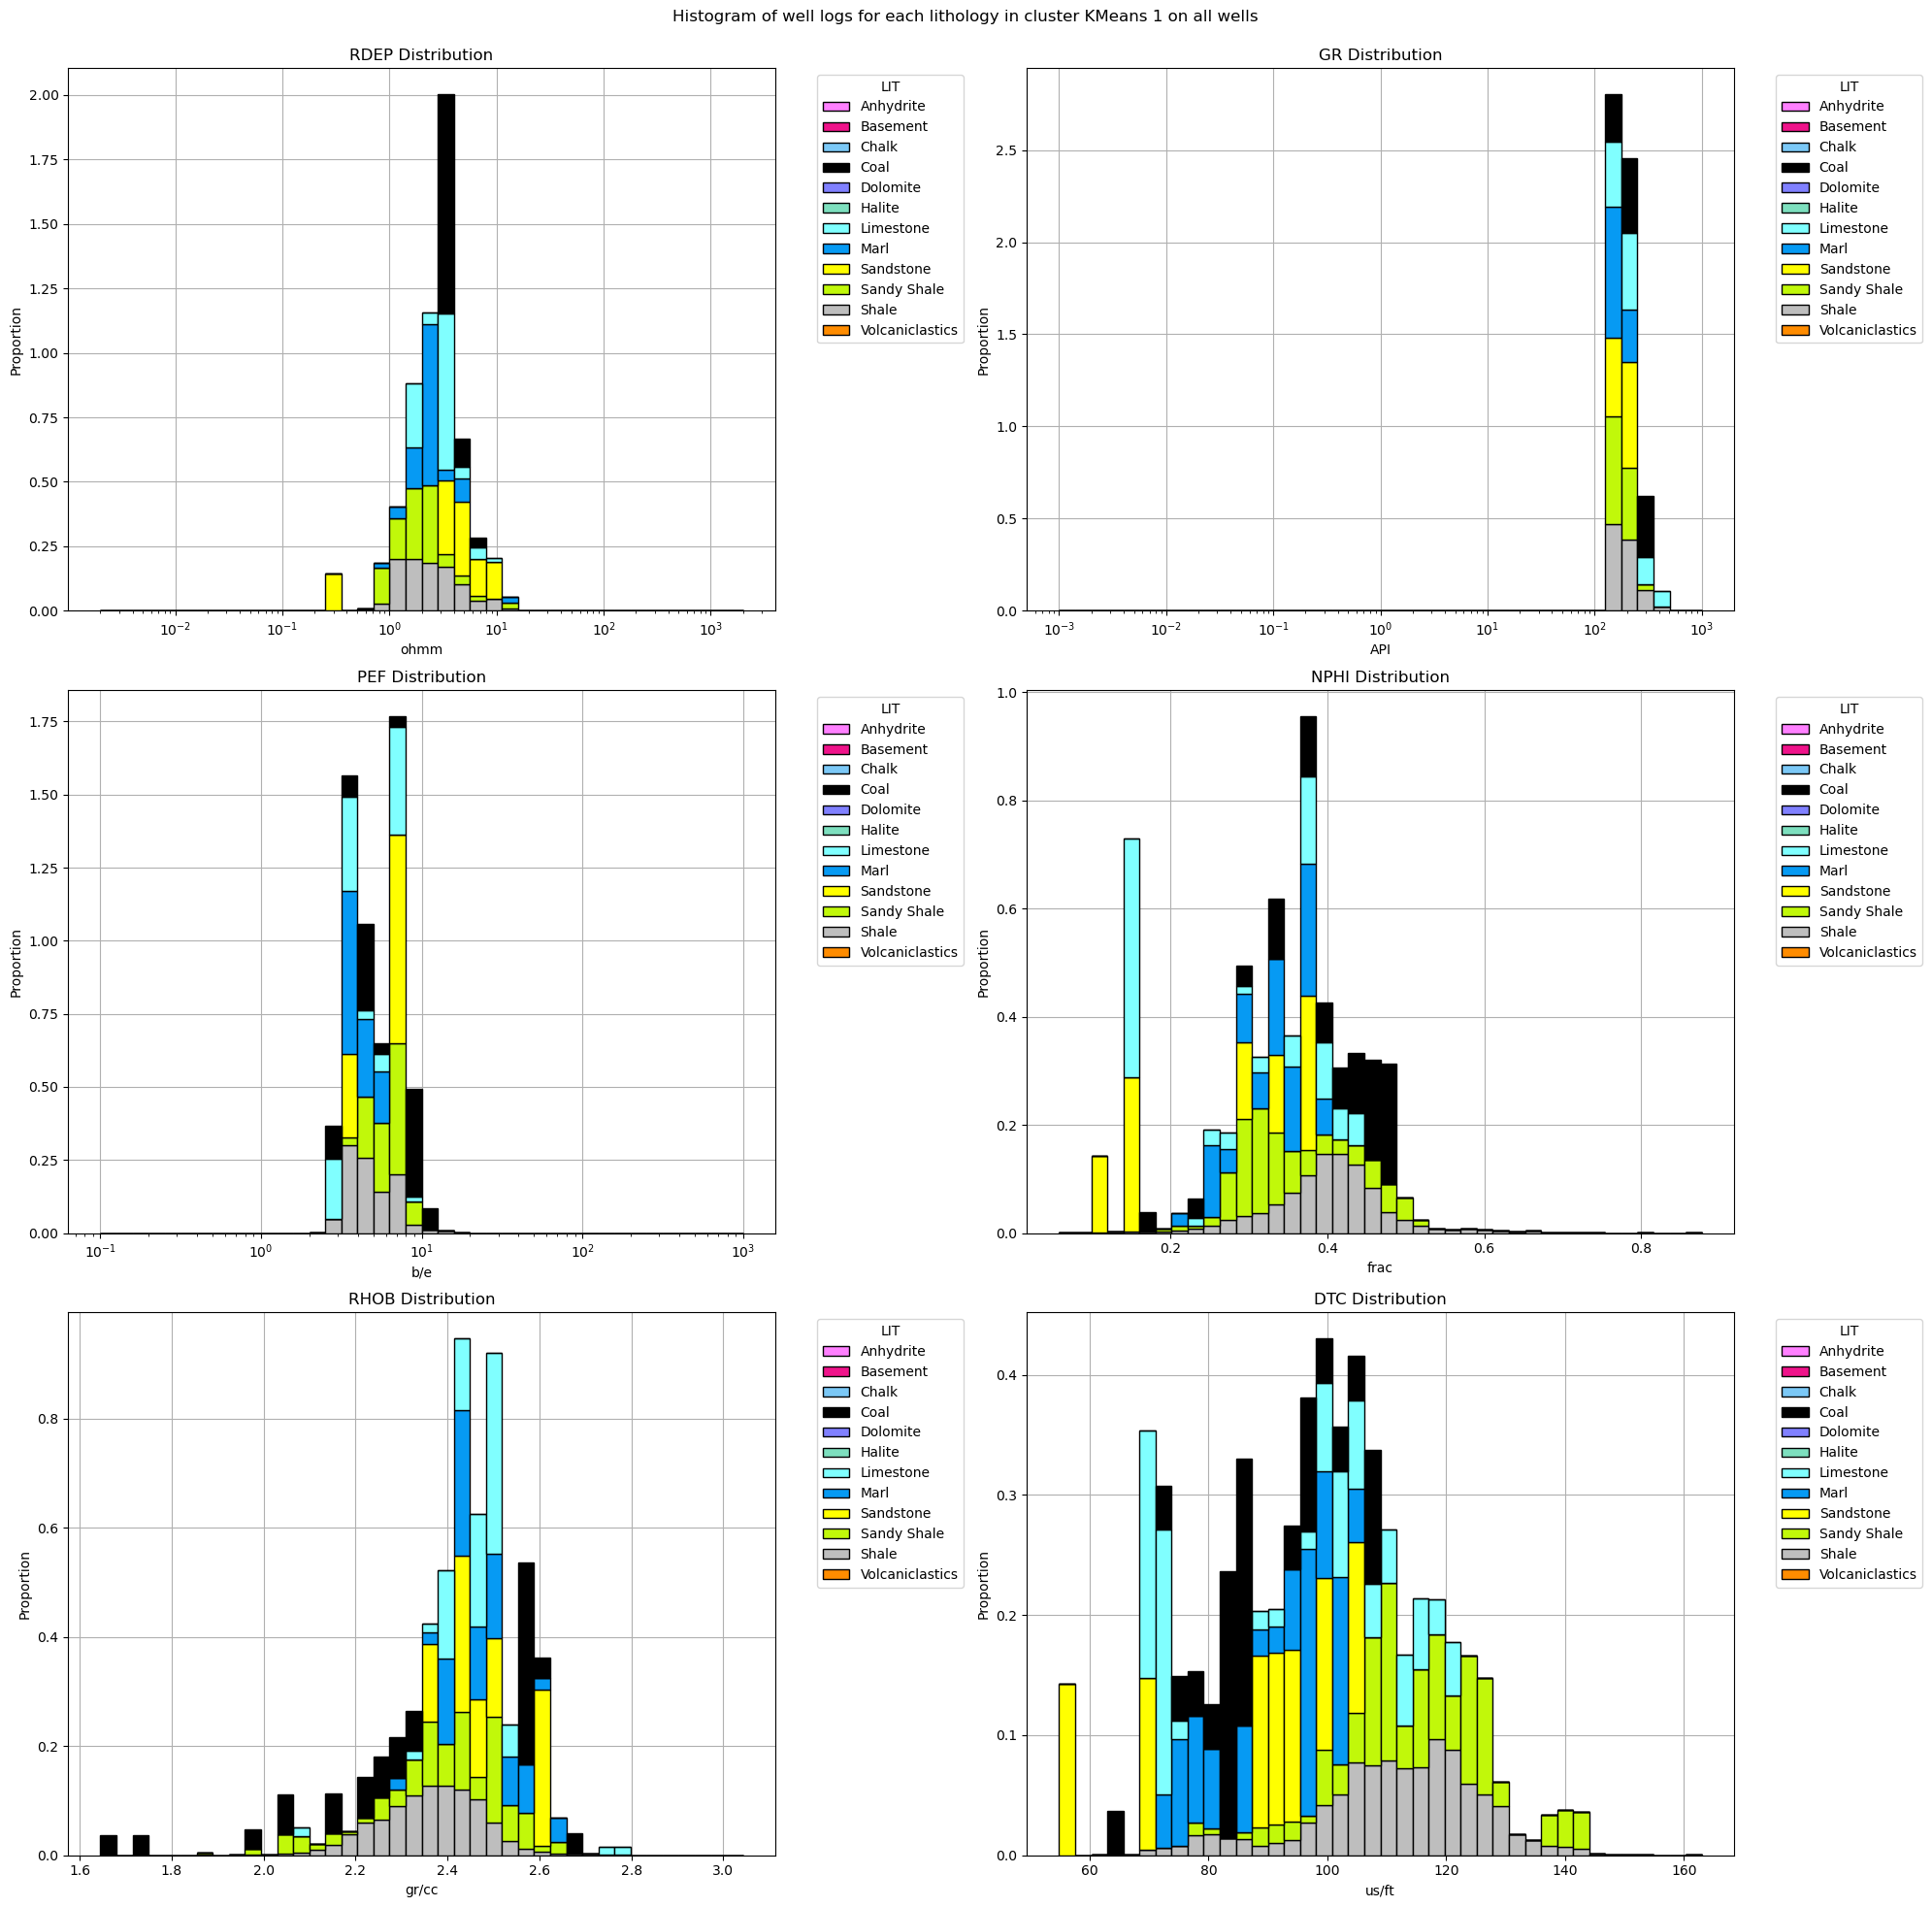 Histogram of well logs for each lithology in cluster KMeans 1 on all wells
RDEP Distribution
Proportion
2.00
1.75
1.50
1.25
1.00
0.75
0.50
0.25
0.00
10⁻² 10⁻¹ 10⁰ 10¹ 10² 10³
ohmm
LIT
Anhydrite
Basement
Chalk
Coal
Dolomite
Halite
Limestone
Marl
Sandstone
Sandy Shale
Shale
Volcaniclastics
GR Distribution
Proportion
2.5
2.0
1.5
1.0
0.5
0.0
10⁻³ 10⁻² 10⁻¹ 10⁰ 10¹ 10² 10³
API
LIT
Anhydrite
Basement
Chalk
Coal
Dolomite
Halite
Limestone
Marl
Sandstone
Sandy Shale
Shale
Volcaniclastics
PEF Distribution
Proportion
1.75
1.50
1.25
1.00
0.75
0.50
0.25
0.00
10⁻¹ 10⁰ 10¹ 10² 10³
b/e
LIT
Anhydrite
Basement
Chalk
Coal
Dolomite
Halite
Limestone
Marl
Sandstone
Sandy Shale
Shale
Volcaniclastics
NPHI Distribution
Proportion
1.0
0.8
0.6
0.4
0.2
0.0
0.2 0.4 0.6 0.8
frac
LIT
Anhydrite
Basement
Chalk
Coal
Dolomite
Halite
Limestone
Marl
Sandstone
Sandy Shale
Shale
Volcaniclastics
RHOB Distribution
Proportion
0.8
0.6
0.4
0.2
0.0
1.6 1.8 2.0 2.2 2.4 2.6 2.8 3.0
gr/cc
LIT
Anhydrite
Basement
Chalk
Coal
Dolomite
Halite
Limestone
Marl
Sandstone
Sandy Shale
Shale
Volcaniclastics
DTC Distribution
Proportion
0.4
0.3
0.2
0.1
0.0
60 80 100 120 140 160
us/ft
LIT
Anhydrite
Basement
Chalk
Coal
Dolomite
Halite
Limestone
Marl
Sandstone
Sandy Shale
Shale
Volcaniclastics